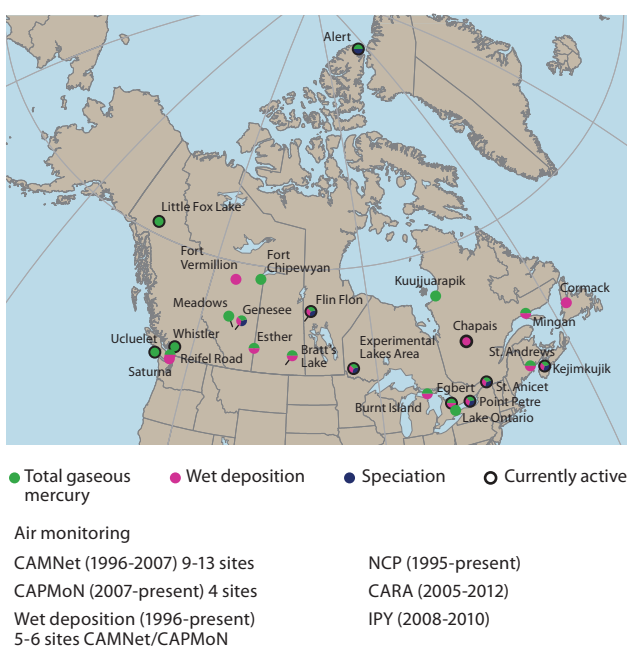 Alert
Little Fox Lake
Fort
Vermillion
Fort
Chipewyan
Kuujjuarapik
Cormack
Meadows
Genesee
Flin Flon
Mingan
Chapais
Ucluelet
Whistler
Esther
Experimental
Lakes Area
St. Andrews
Reifel Road
Bratt's
Lake
Kejimkujik
Saturna
Egbert
St. Anicet
Burnt Island
Point Petre
Lake Ontario
Total gaseous
mercury
Wet deposition
Speciation
Currently active
Air monitoring
CAMNet (1996-2007) 9-13 sites
CAPMoN (2007-present) 4 sites
Wet deposition (1996-present)
5-6 sites CAMNet/CAPMoN
NCP (1995-present)
CARA (2005-2012)
IPY (2008-2010)